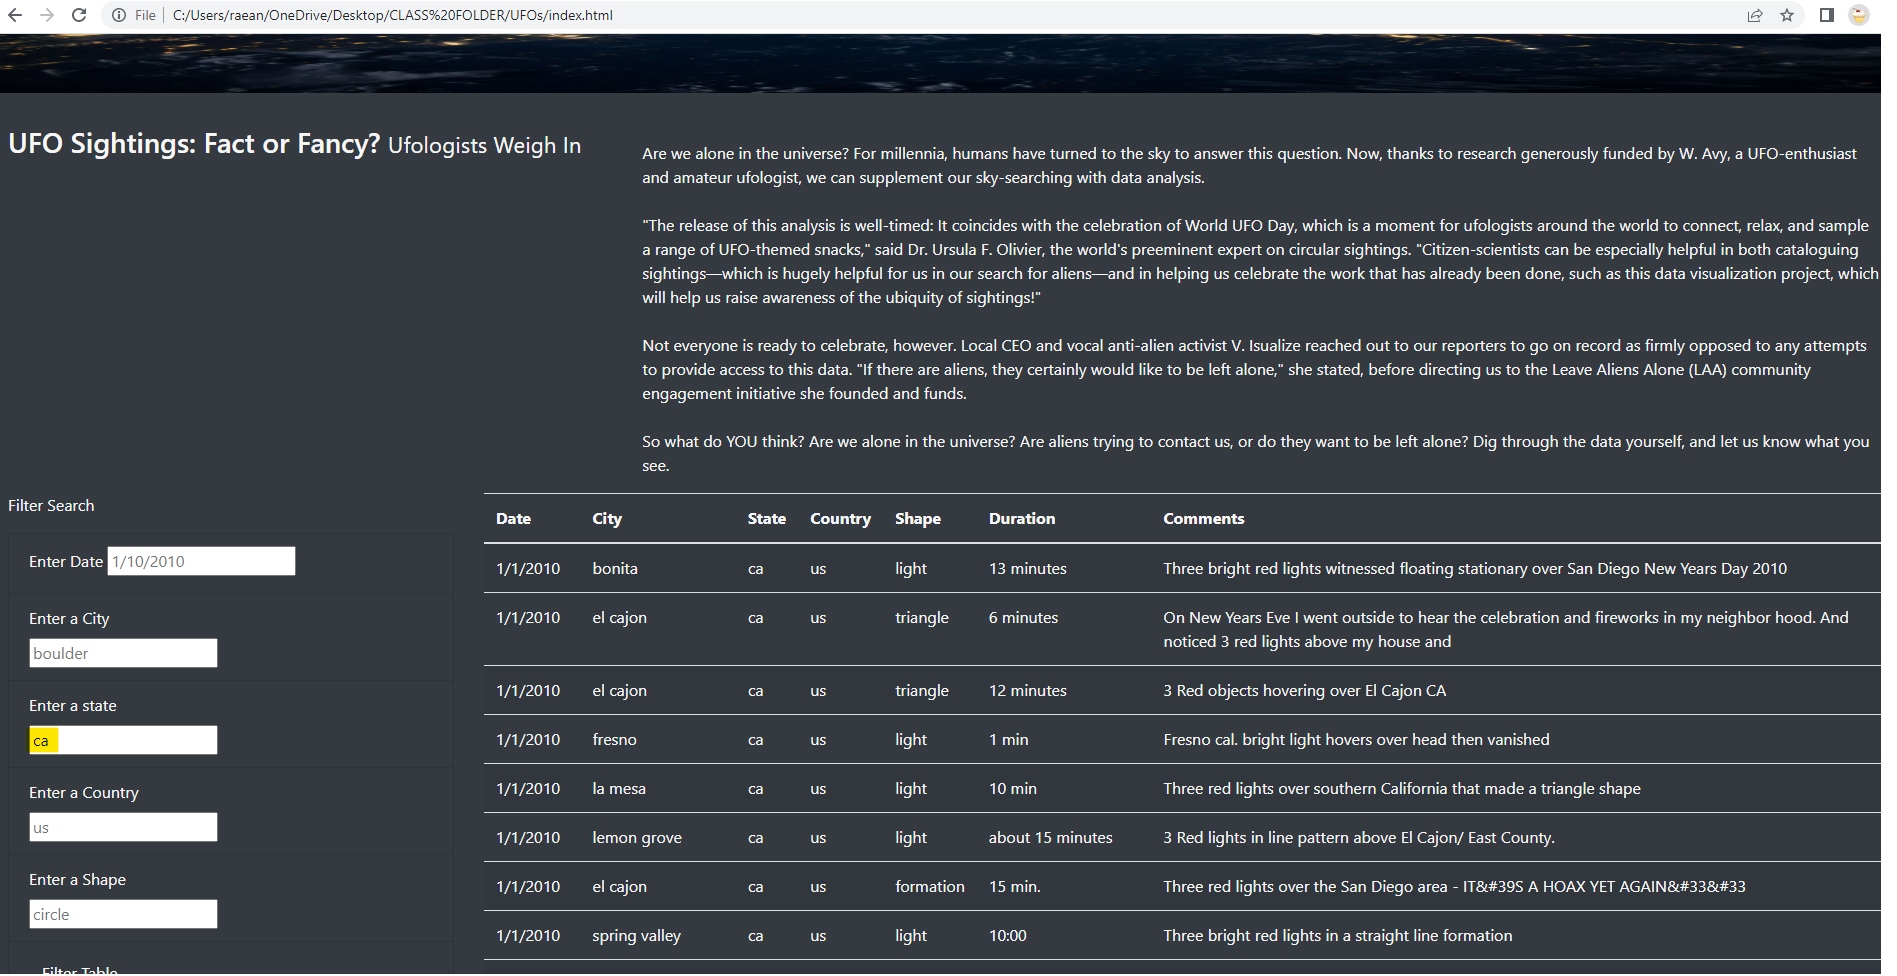 File C:/Users/raean/OneDrive/Desktop/CLASS%20FOLDER/UFOs/index.html
UFO Sightings: Fact or Fancy? Ufologists Weigh In
Are we alone in the universe? For millennia, humans have turned to the sky to answer this question. Now, thanks to research generously funded by W. Avy, a UFO-enthusiast
and amateur ufologist, we can supplement our sky-searching with data analysis.
"The release of this analysis is well-timed: It coincides with the celebration of World UFO Day, which is a moment for ufologists around the world to connect, relax, and sample
a range of UFO-themed snacks," said Dr. Ursula F. Olivier, the world's preeminent expert on circular sightings. "Citizen-scientists can be especially helpful in both cataloguing
sightings—which is hugely helpful for us in our search for aliens—and in helping us celebrate the work that has already been done, such as this data visualization project, which
will help us raise awareness of the ubiquity of sightings!"
Not everyone is ready to celebrate, however. Local CEO and vocal anti-alien activist V. Isualize reached out to our reporters to go on record as firmly opposed to any attempts
to provide access to this data. "If there are aliens, they certainly would like to be left alone," she stated, before directing us to the Leave Aliens Alone (LAA) community
engagement initiative she founded and funds.
So what do YOU think? Are we alone in the universe? Are aliens trying to contact us, or do they want to be left alone? Dig through the data yourself, and let us know what you
see.
Filter Search
Enter Date 1/10/2010
Enter a City
boulder
Enter a state
ca
Enter a Country
us
Enter a Shape
circle
Filter Table
Date City State Country Shape Duration Comments
1/1/2010 bonita ca us light 13 minutes Three bright red lights witnessed floating stationary over San Diego New Years Day 2010
1/1/2010 el cajon ca us triangle 6 minutes On New Years Eve I went outside to hear the celebration and fireworks in my neighbor hood. And
noticed 3 red lights above my house and
1/1/2010 el cajon ca us triangle 12 minutes 3 Red objects hovering over El Cajon CA
1/1/2010 fresno ca us light 1 min Fresno cal. bright light hovers over head then vanished
1/1/2010 la mesa ca us light 10 min Three red lights over southern California that made a triangle shape
1/1/2010 lemon grove ca us light about 15 minutes 3 Red lights in line pattern above El Cajon/ East County.
1/1/2010 el cajon ca us formation 15 min. Three red lights over the San Diego area - IT&#39S A HOAX YET AGAIN&#33&#33
1/1/2010 spring valley ca us light 10:00 Three bright red lights in a straight line formation